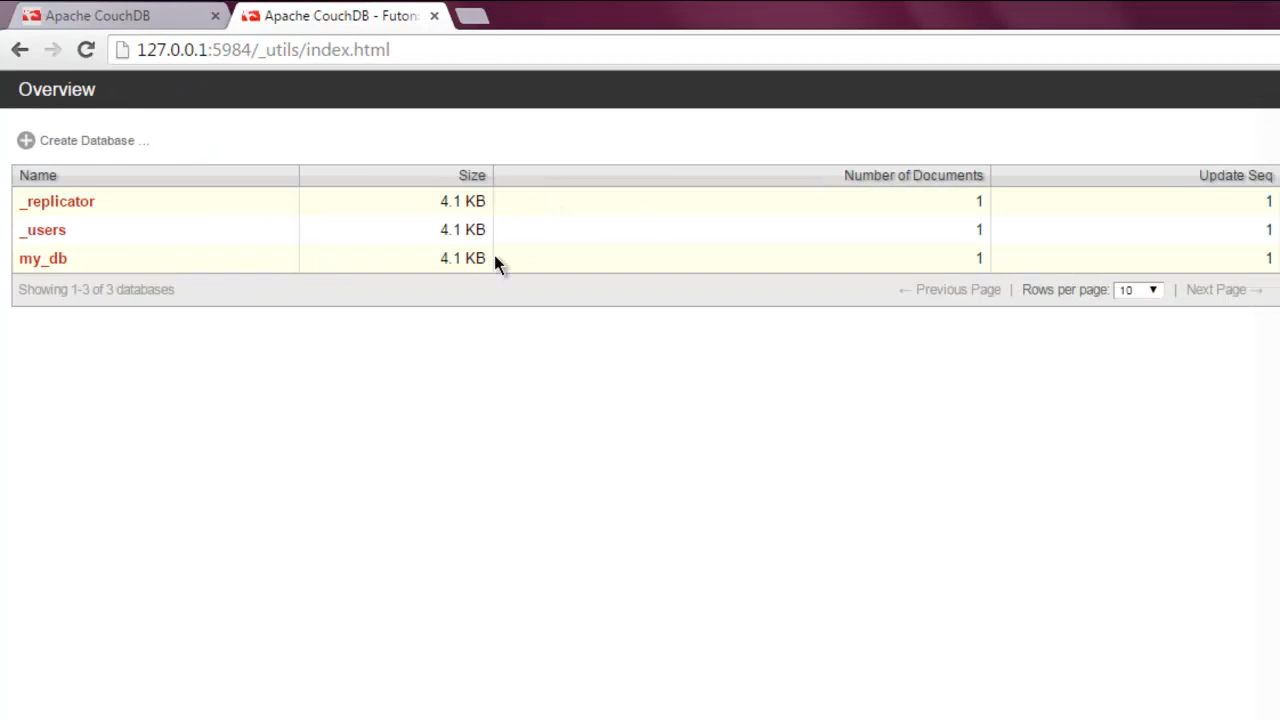 Apache CouchDB Apache CouchDB - Futon:
127.0.0.1:5984/_utils/index.html
Overview
Create Database ...
Name Size Number of Documents Update Seq
_replicator 4.1 KB 1 1
_users 4.1 KB 1 1
my_db 4.1 KB 1 1
Showing 1-3 of 3 databases ← Previous Page | Rows per page: 10 | Next Page →